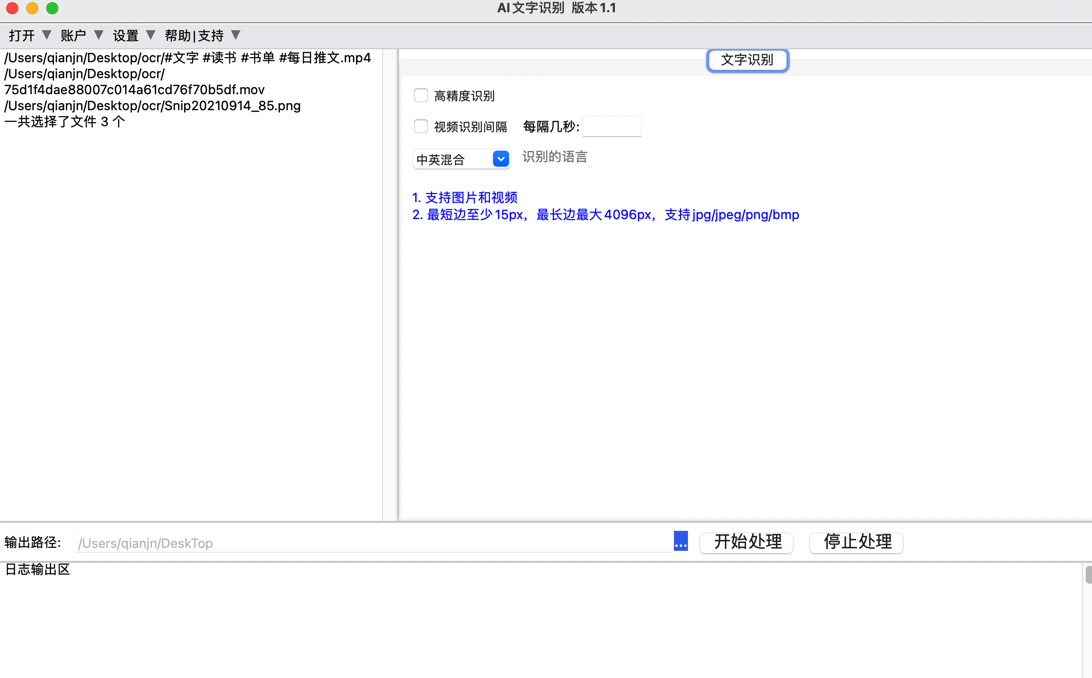 AI文字识别 版本1.1
打开 ▼ 账户 ▼ 设置 ▼ 帮助|支持 ▼
/Users/qianjn/Desktop/ocr/#文字 #读书 #书单 #每日推文.mp4
/Users/qianjn/Desktop/ocr/
75d1f4dae88007c014a61cd76f70b5df.mov
/Users/qianjn/Desktop/ocr/Snip20210914_85.png
一共选择了文件 3 个
文字识别
高精度识别
视频识别间隔 每隔几秒:
中英混合 识别的语言
1. 支持图片和视频
2. 最短边至少15px，最长边最大4096px，支持jpg/jpeg/png/bmp
输出路径: /Users/qianjn/DeskTop ... 开始处理 停止处理
日志输出区